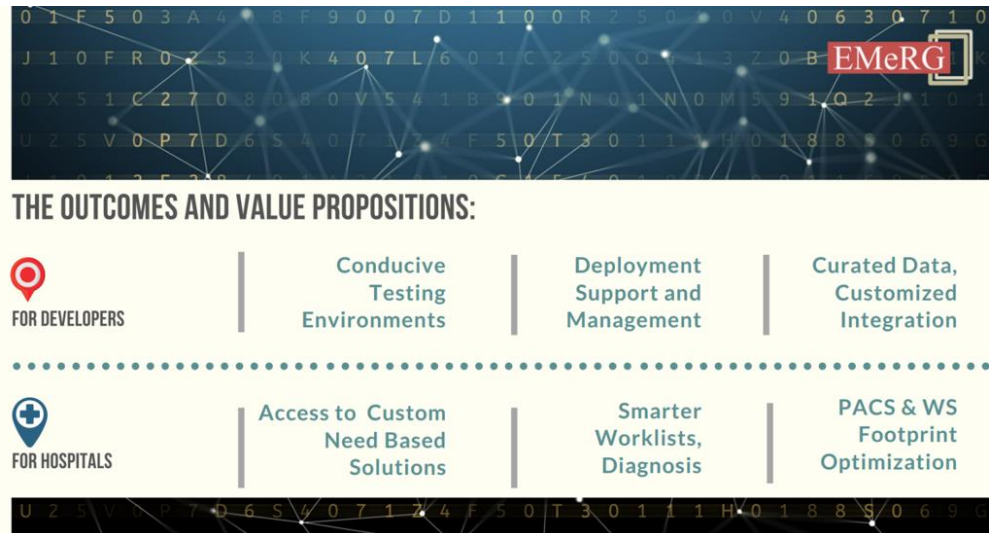 EMeRG
THE OUTCOMES AND VALUE PROPOSITIONS:
FOR DEVELOPERS
Conducive
Testing
Environments
Deployment
Support and
Management
Curated Data,
Customized
Integration
FOR HOSPITALS
Access to Custom
Need Based
Solutions
Smarter
Worklists,
Diagnosis
PACS & WS
Footprint
Optimization